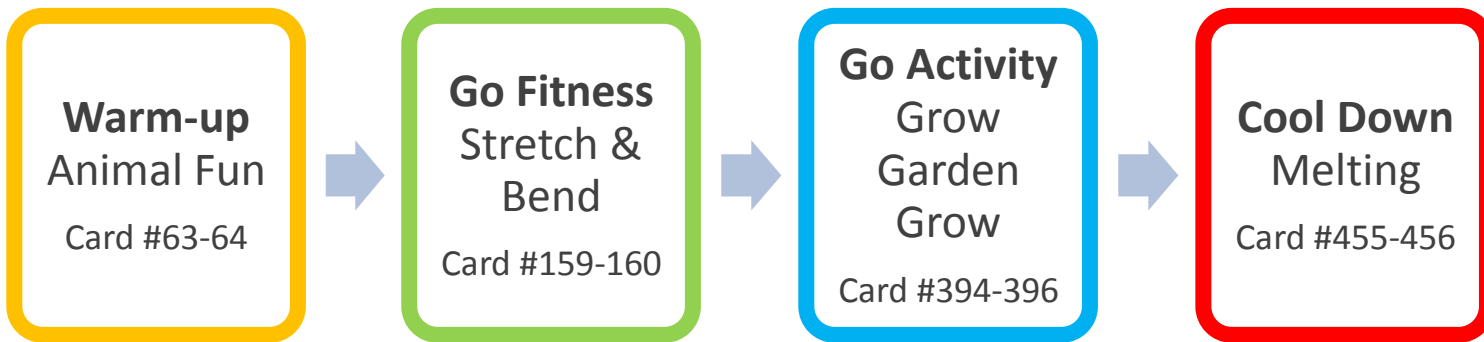 Warm-up
Animal Fun
Card #63-64
Go Fitness
Stretch &
Bend
Card #159-160
Go Activity
Grow
Garden
Grow
Card #394-396
Cool Down
Melting
Card #455-456